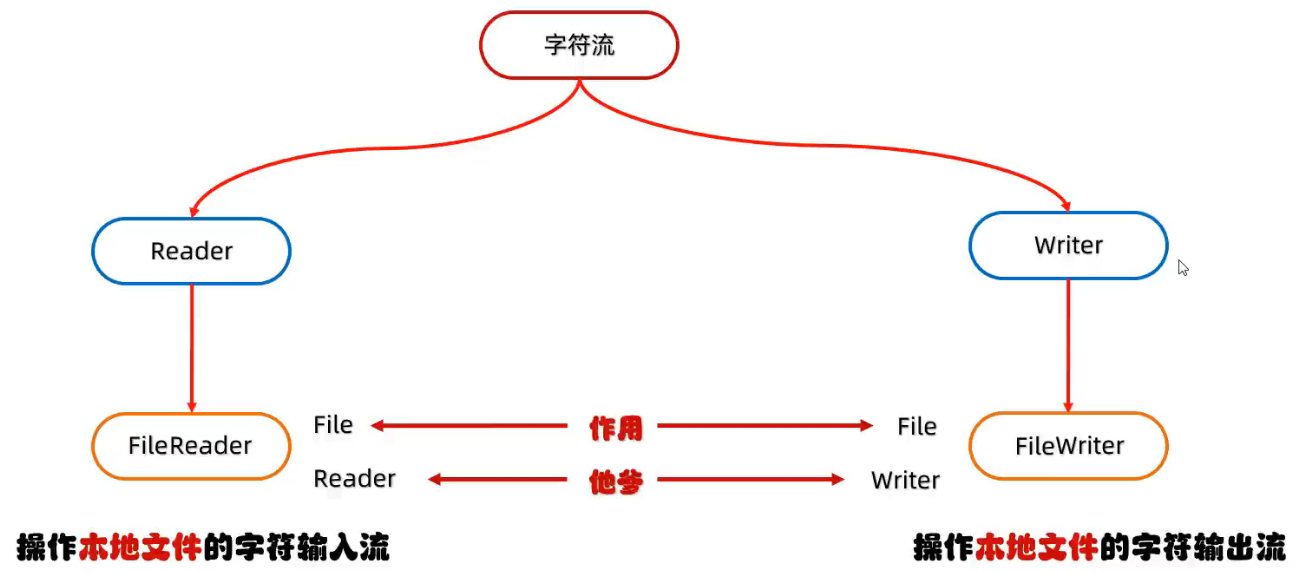 字符流
Reader
Writer
FileReader
File
作用
File
FileWriter
Reader
他爹
Writer
操作本地文件的字符输入流
操作本地文件的字符输出流